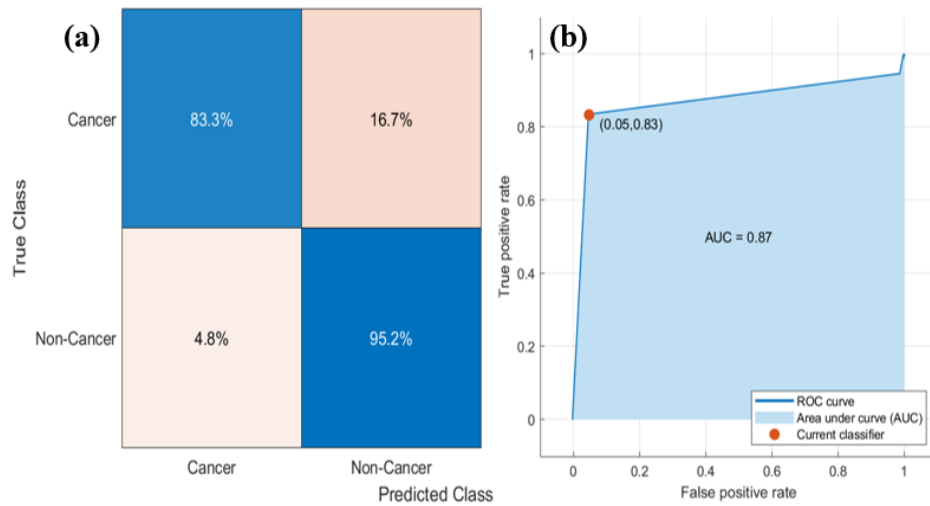 (a)
Cancer
83.3%
16.7%
True Class
Non-Cancer
4.8%
95.2%
Cancer
Non-Cancer
Predicted Class
(b)
1
0.8
0.6
0.4
0.2
0
True positive rate
(0.05,0.83)
AUC = 0.87
ROC curve
Area under curve (AUC)
Current classifier
0
0.2
0.4
0.6
0.8
1
False positive rate